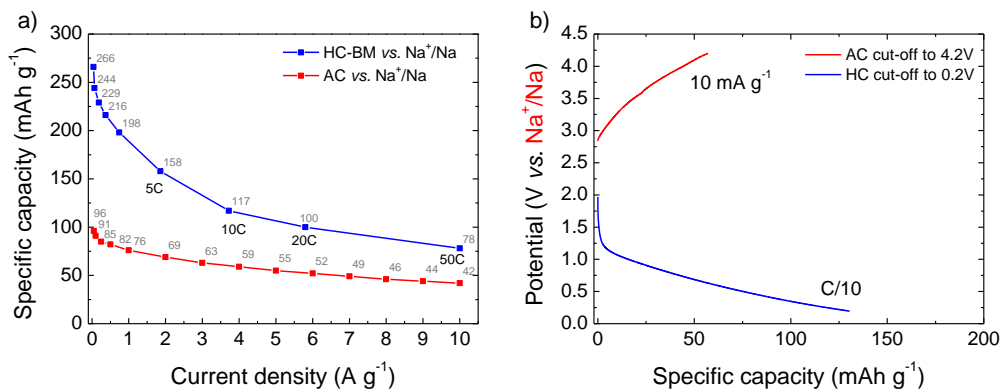 a)
300
250
200
150
100
50
0
Specific capacity (mAh g⁻¹)
HC-BM vs. Na⁺/Na
AC vs. Na⁺/Na
266
244
229
216
198
158
117
100
78
5C
10C
20C
50C
96
91
85
82
76
69
63
59
55
52
49
46
44
42
0 1 2 3 4 5 6 7 8 9 10
Current density (A g⁻¹)
b)
4.5
4.0
3.5
3.0
2.5
2.0
1.5
1.0
0.5
0.0
Potential (V vs. Na⁺/Na)
AC cut-off to 4.2V
HC cut-off to 0.2V
10 mA g⁻¹
C/10
0 50 100 150 200
Specific capacity (mAh g⁻¹)